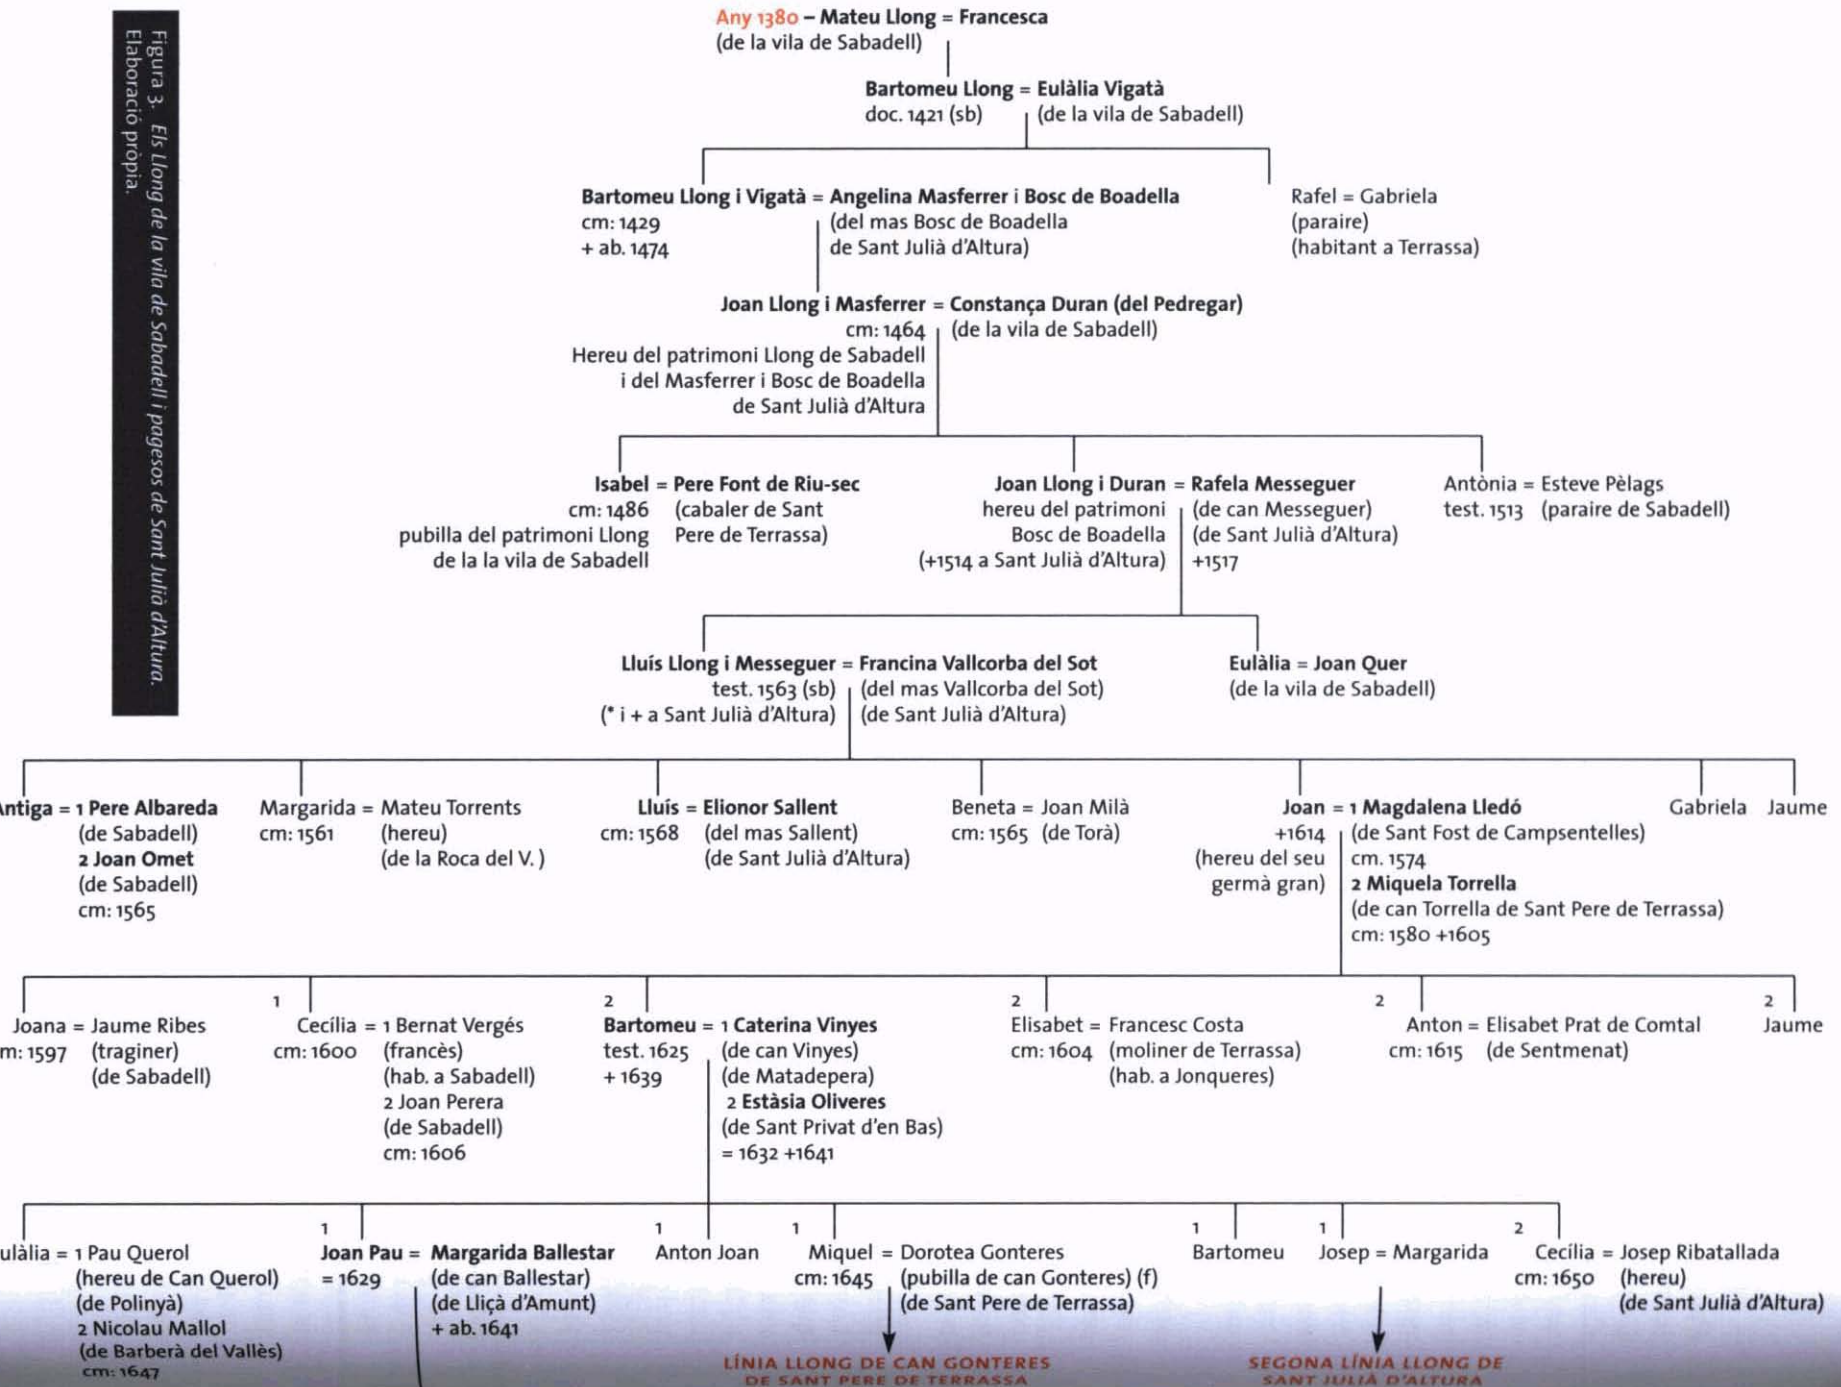 Figura 3. Els Llong de la vila de Sabadell i pagesos de Sant Julià d'Altura.
Elaboració pròpia.
Any 1380 – Mateu Llong = Francesca
(de la vila de Sabadell)
Bartomeu Llong = Eulàlia Vigatà
doc. 1421 (sb) (de la vila de Sabadell)
Bartomeu Llong i Vigatà = Angelina Masferrer i Bosc de Boadella
cm: 1429 (del mas Bosc de Boadella
+ ab. 1474 de Sant Julià d'Altura)
Rafel = Gabriela
(paraire)
(habitant a Terrassa)
Joan Llong i Masferrer = Constança Duran (del Pedregar)
cm: 1464 (de la vila de Sabadell)
Hereu del patrimoni Llong de Sabadell
i del Masferrer i Bosc de Boadella
de Sant Julià d'Altura
Isabel = Pere Font de Riu-sec
cm: 1486 (cabaler de Sant
pubilla del patrimoni Llong Pere de Terrassa)
de la la vila de Sabadell
Joan Llong i Duran = Rafela Messeguer
hereu del patrimoni (de can Messeguer)
Bosc de Boadella (de Sant Julià d'Altura)
(+1514 a Sant Julià d'Altura) +1517
Antònia = Esteve Pèlags
test. 1513 (paraire de Sabadell)
Lluís Llong i Messeguer = Francina Vallcorba del Sot
test. 1563 (sb) (del mas Vallcorba del Sot)
(* i + a Sant Julià d'Altura) (de Sant Julià d'Altura)
Eulàlia = Joan Quer
(de la vila de Sabadell)
Antiga = 1 Pere Albareda
(de Sabadell)
2 Joan Omet
(de Sabadell)
cm: 1565
Margarida = Mateu Torrents
cm: 1561 (hereu)
(de la Roca del V.)
Lluís = Elionor Sallent
cm: 1568 (del mas Sallent)
(de Sant Julià d'Altura)
Beneta = Joan Milà
cm: 1565 (de Torà)
Joan = 1 Magdalena Lledó
+1614 (de Sant Fost de Campsentelles)
(hereu del seu cm. 1574
germà gran) 2 Miquela Torrella
(de can Torrella de Sant Pere de Terrassa)
cm: 1580 +1605
Gabriela
Jaume
Joana = Jaume Ribes
m: 1597 (traginer)
(de Sabadell)
1
Cecília = 1 Bernat Vergés
cm: 1600 (francès)
(hab. a Sabadell)
2 Joan Perera
(de Sabadell)
cm: 1606
2
Bartomeu = 1 Caterina Vinyes
test. 1625 (de can Vinyes)
+ 1639 (de Matadepera)
2 Estàsia Oliveres
(de Sant Privat d'en Bas)
= 1632 +1641
2
Elisabet = Francesc Costa
cm: 1604 (moliner de Terrassa)
(hab. a Jonqueres)
2
Anton = Elisabet Prat de Comtal
cm: 1615 (de Sentmenat)
2
Jaume
ulàlia = 1 Pau Querol
(hereu de Can Querol)
(de Polinyà)
2 Nicolau Mallol
(de Barberà del Vallès)
cm: 1647
1
Joan Pau = Margarida Ballestar
= 1629 (de can Ballestar)
(de Lliçà d'Amunt)
+ ab. 1641
1
Anton Joan
1
Miquel = Dorotea Gonteres
cm: 1645 (pubilla de can Gonteres) (f)
(de Sant Pere de Terrassa)
LÍNIA LLONG DE CAN GONTERES
DE SANT PERE DE TERRASSA
1
Bartomeu
1
Josep = Margarida
SEGONA LÍNIA LLONG DE
SANT JULIÀ D'ALTURA
2
Cecília = Josep Ribatallada
cm: 1650 (hereu)
(de Sant Julià d'Altura)